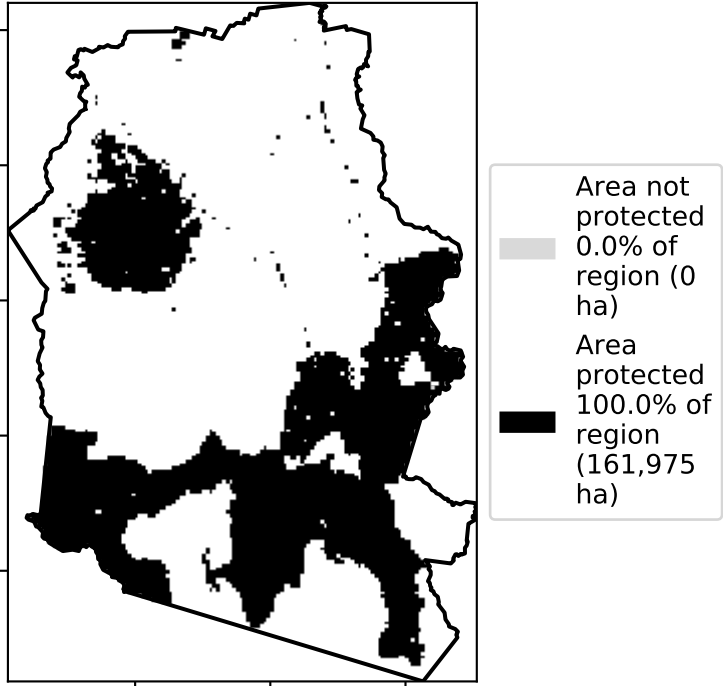 Area not
protected
0.0% of
region (0
ha)
Area
protected
100.0% of
region
(161,975
ha)